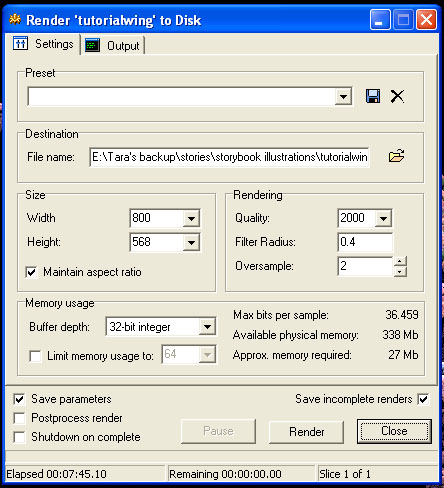 Render 'tutorialwing' to Disk
Settings Output
Preset
Destination
File name: E:\Tara's backup\stories\storybook illustrations\tutorialwin
Size Rendering
Width 800 Quality: 2000
Height: 568 Filter Radius: 0.4
Maintain aspect ratio Oversample: 2
Memory usage
Buffer depth: 32-bit integer Max bits per sample: 36.459
Available physical memory: 338 Mb
Limit memory usage to: 64 Approx. memory required: 27 Mb
Save parameters Save incomplete renders
Postprocess render
Shutdown on complete Pause Render Close
Elapsed 00:07:45.10 Remaining 00:00:00.00 Slice 1 of 1